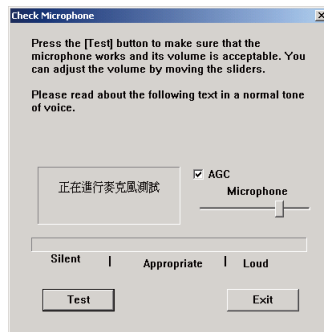 Check Microphone
Press the [Test] button to make sure that the
microphone works and its volume is acceptable. You
can adjust the volume by moving the sliders.
Please read about the following text in a normal tone
of voice.
正在進行麥克風測試
AGC
Microphone
Silent | Appropriate | Loud
Test
Exit